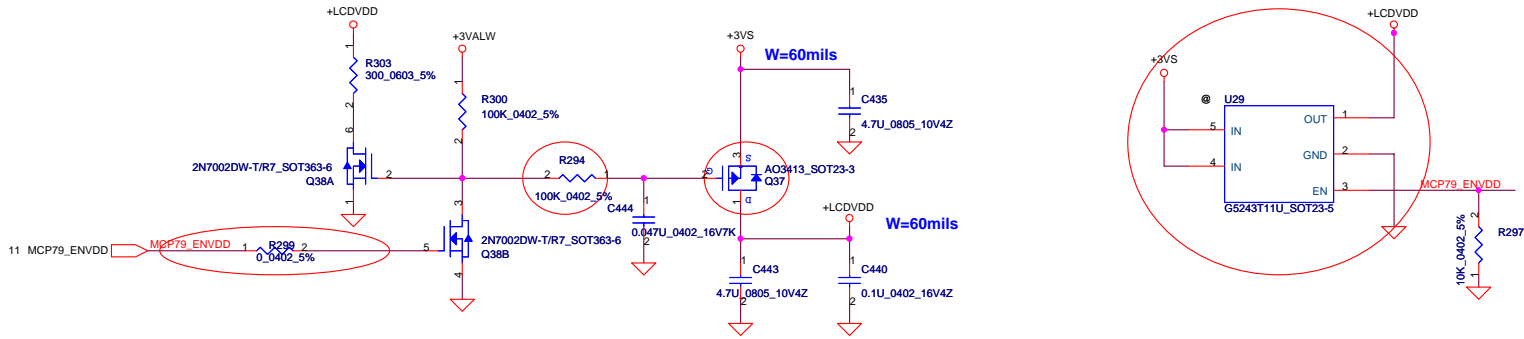 +LCDVDD
1
R303
300_0603_5%
2
6
2N7002DW-T/R7_SOT363-6
Q38A
2
1
+3VALW
1
R300
100K_0402_5%
2
3
11 MCP79_ENVDD
MCP79_ENVDD
1
R299
2
0_0402_5%
5
2N7002DW-T/R7_SOT363-6
Q38B
4
R294
2
1
100K_0402_5%
C444
1
0.047U_0402_16V7K
2
+3VS
W=60mils
1
C435
4.7U_0805_10V4Z
2
3
S
2
G
AO3413_SOT23-3
Q37
D
1
+LCDVDD
W=60mils
1
C443
4.7U_0805_10V4Z
2
1
C440
0.1U_0402_16V4Z
2
+LCDVDD
+3VS
@
U29
5
IN
4
IN
OUT
1
GND
2
EN
3
G5243T11U_SOT23-5
MCP79_ENVDD
2
R297
10K_0402_5%
1